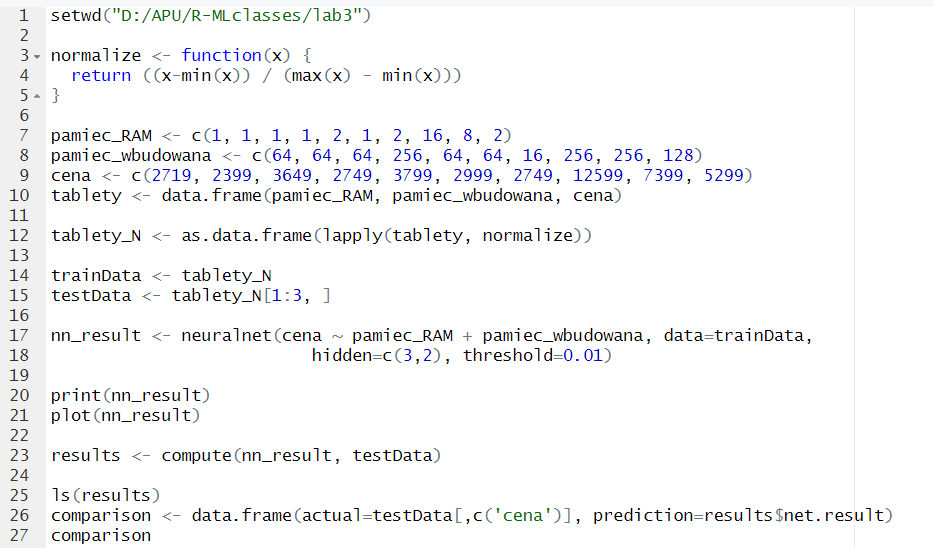 1 setwd("D:/APU/R-MLclasses/lab3")
2
3 normalize <- function(x) {
4   return ((x-min(x)) / (max(x) - min(x)))
5 }
6
7 pamiec_RAM <- c(1, 1, 1, 1, 2, 1, 2, 16, 8, 2)
8 pamiec_wbudowana <- c(64, 64, 64, 256, 64, 64, 16, 256, 256, 128)
9 cena <- c(2719, 2399, 3649, 2749, 3799, 2999, 2749, 12599, 7399, 5299)
10 tablety <- data.frame(pamiec_RAM, pamiec_wbudowana, cena)
11
12 tablety_N <- as.data.frame(lapply(tablety, normalize))
13
14 trainData <- tablety_N
15 testData <- tablety_N[1:3, ]
16
17 nn_result <- neuralnet(cena ~ pamiec_RAM + pamiec_wbudowana, data=trainData,
18                           hidden=c(3,2), threshold=0.01)
19
20 print(nn_result)
21 plot(nn_result)
22
23 results <- compute(nn_result, testData)
24
25 ls(results)
26 comparison <- data.frame(actual=testData[,c('cena')], prediction=results$net.result)
27 comparison